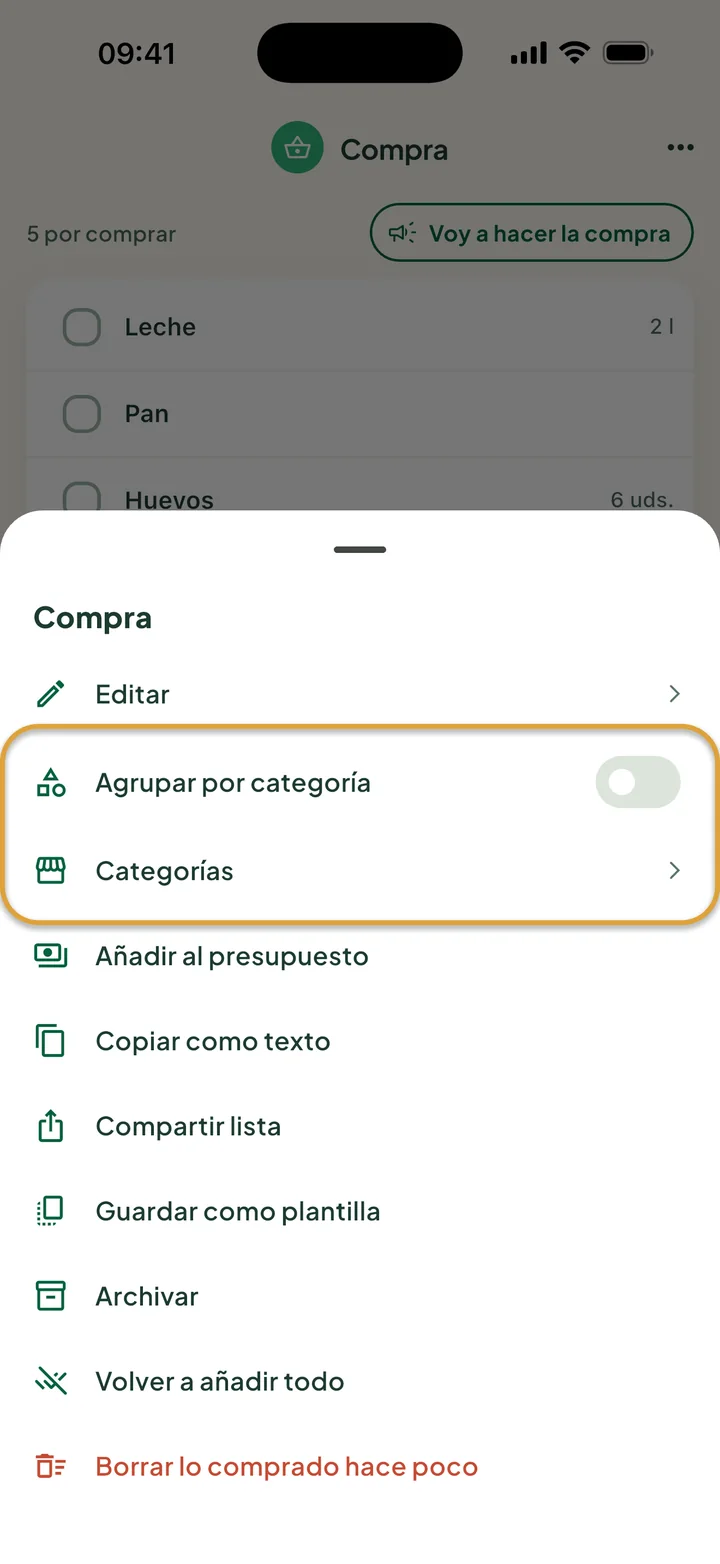 09:41
Compra
5 por comprar
Voy a hacer la compra
Leche 2 l
Pan
Huevos 6 uds.
Compra
Editar
Agrupar por categoría
Categorías
Añadir al presupuesto
Copiar como texto
Compartir lista
Guardar como plantilla
Archivar
Volver a añadir todo
Borrar lo comprado hace poco